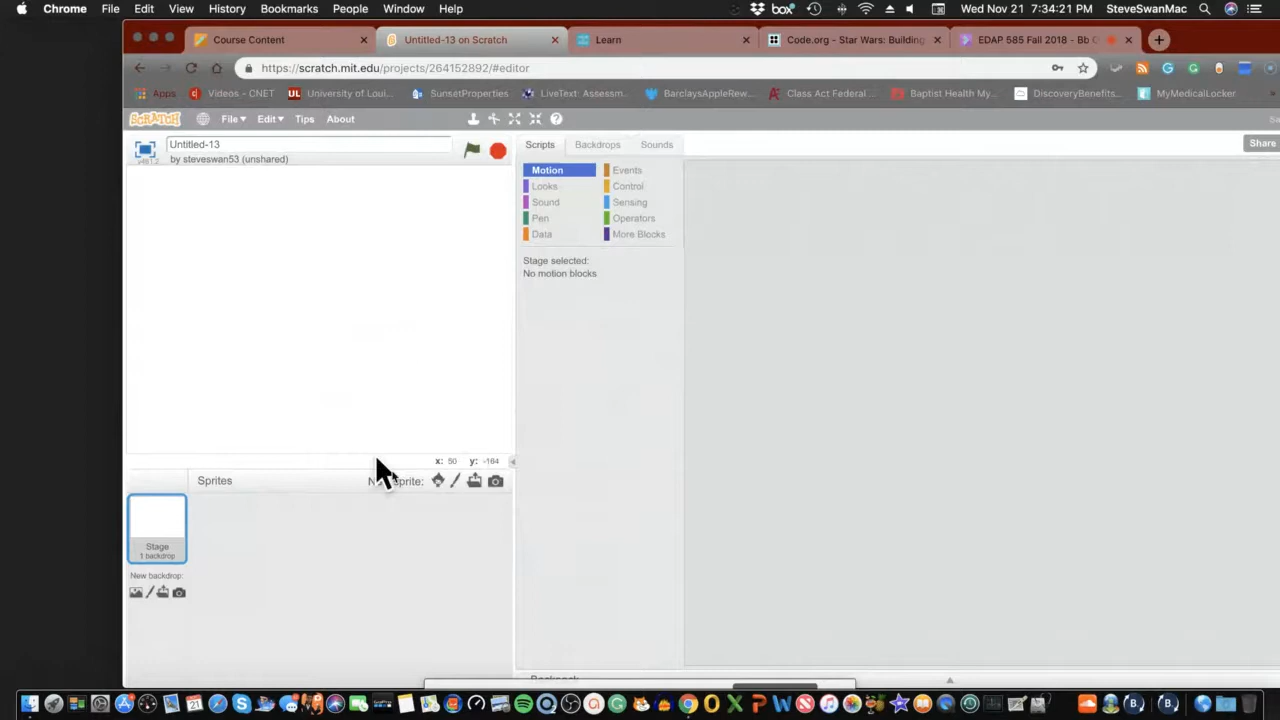 Chrome File Edit View History Bookmarks People Window Help box Wed Nov 21 7:34:21 PM SteveSwanMac
Course Content Untitled-13 on Scratch Learn Code.org - Star Wars: Building EDAP 585 Fall 2018 - Bb C
https://scratch.mit.edu/projects/264152892/#editor
Apps Videos - CNET University of Loui... SunsetProperties LiveText: Assessm... BarclaysAppleRew... Class Act Federal... Baptist Health My... DiscoveryBenefits... MyMedicalLocker
SCRATCH File Edit Tips About
Untitled-13
by steveswan53 (unshared)
Scripts Backdrops Sounds
Share
Motion Events
Looks Control
Sound Sensing
Pen Operators
Data More Blocks
Stage selected:
No motion blocks
x: 50 y: -184
Sprites
Stage
1 backdrop
New backdrop: